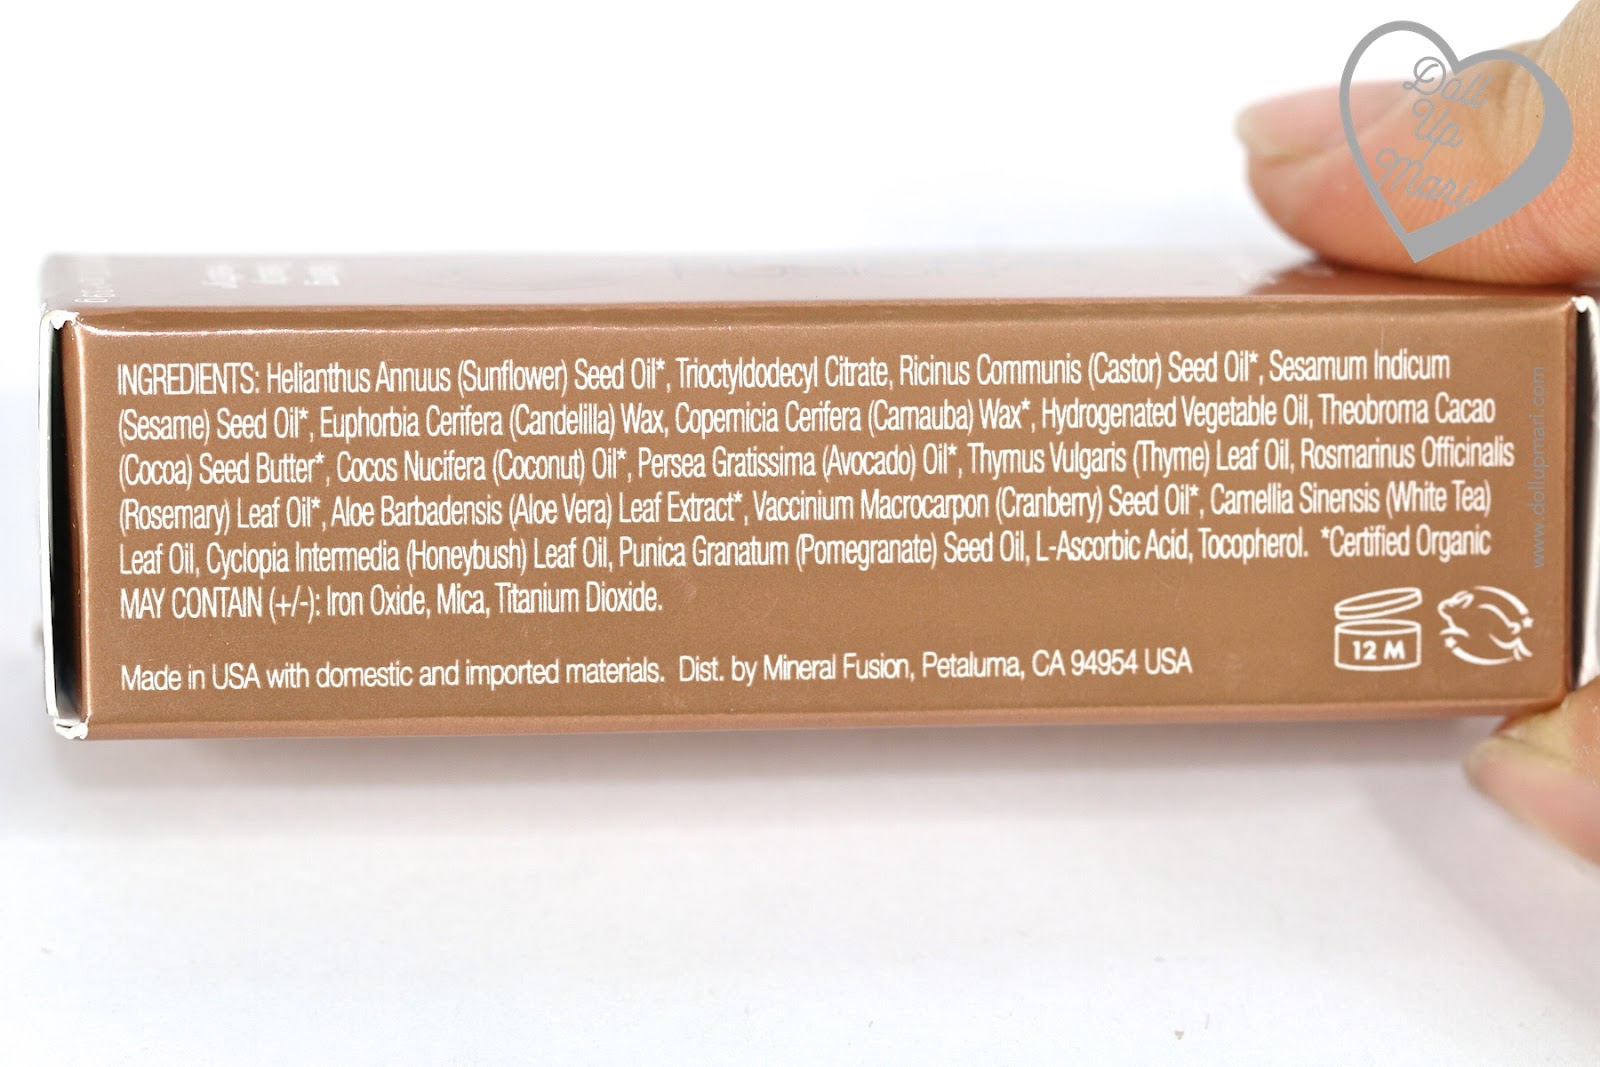 Doll
Up
Mari
INGREDIENTS: Helianthus Annuus (Sunflower) Seed Oil*, Trioctyldodecyl Citrate, Ricinus Communis (Castor) Seed Oil*, Sesamum Indicum
(Sesame) Seed Oil*, Euphorbia Cerifera (Candelilla) Wax, Copernicia Cerifera (Carnauba) Wax*, Hydrogenated Vegetable Oil, Theobroma Cacao
(Cocoa) Seed Butter*, Cocos Nucifera (Coconut) Oil*, Persea Gratissima (Avocado) Oil*, Thymus Vulgaris (Thyme) Leaf Oil, Rosmarinus Officinalis
(Rosemary) Leaf Oil*, Aloe Barbadensis (Aloe Vera) Leaf Extract*, Vaccinium Macrocarpon (Cranberry) Seed Oil*, Camellia Sinensis (White Tea)
Leaf Oil, Cyclopia Intermedia (Honeybush) Leaf Oil, Punica Granatum (Pomegranate) Seed Oil, L-Ascorbic Acid, Tocopherol. *Certified Organic
MAY CONTAIN (+/-): Iron Oxide, Mica, Titanium Dioxide.
12 M
Made in USA with domestic and imported materials. Dist. by Mineral Fusion, Petaluma, CA 94954 USA
www.dollupmari.com